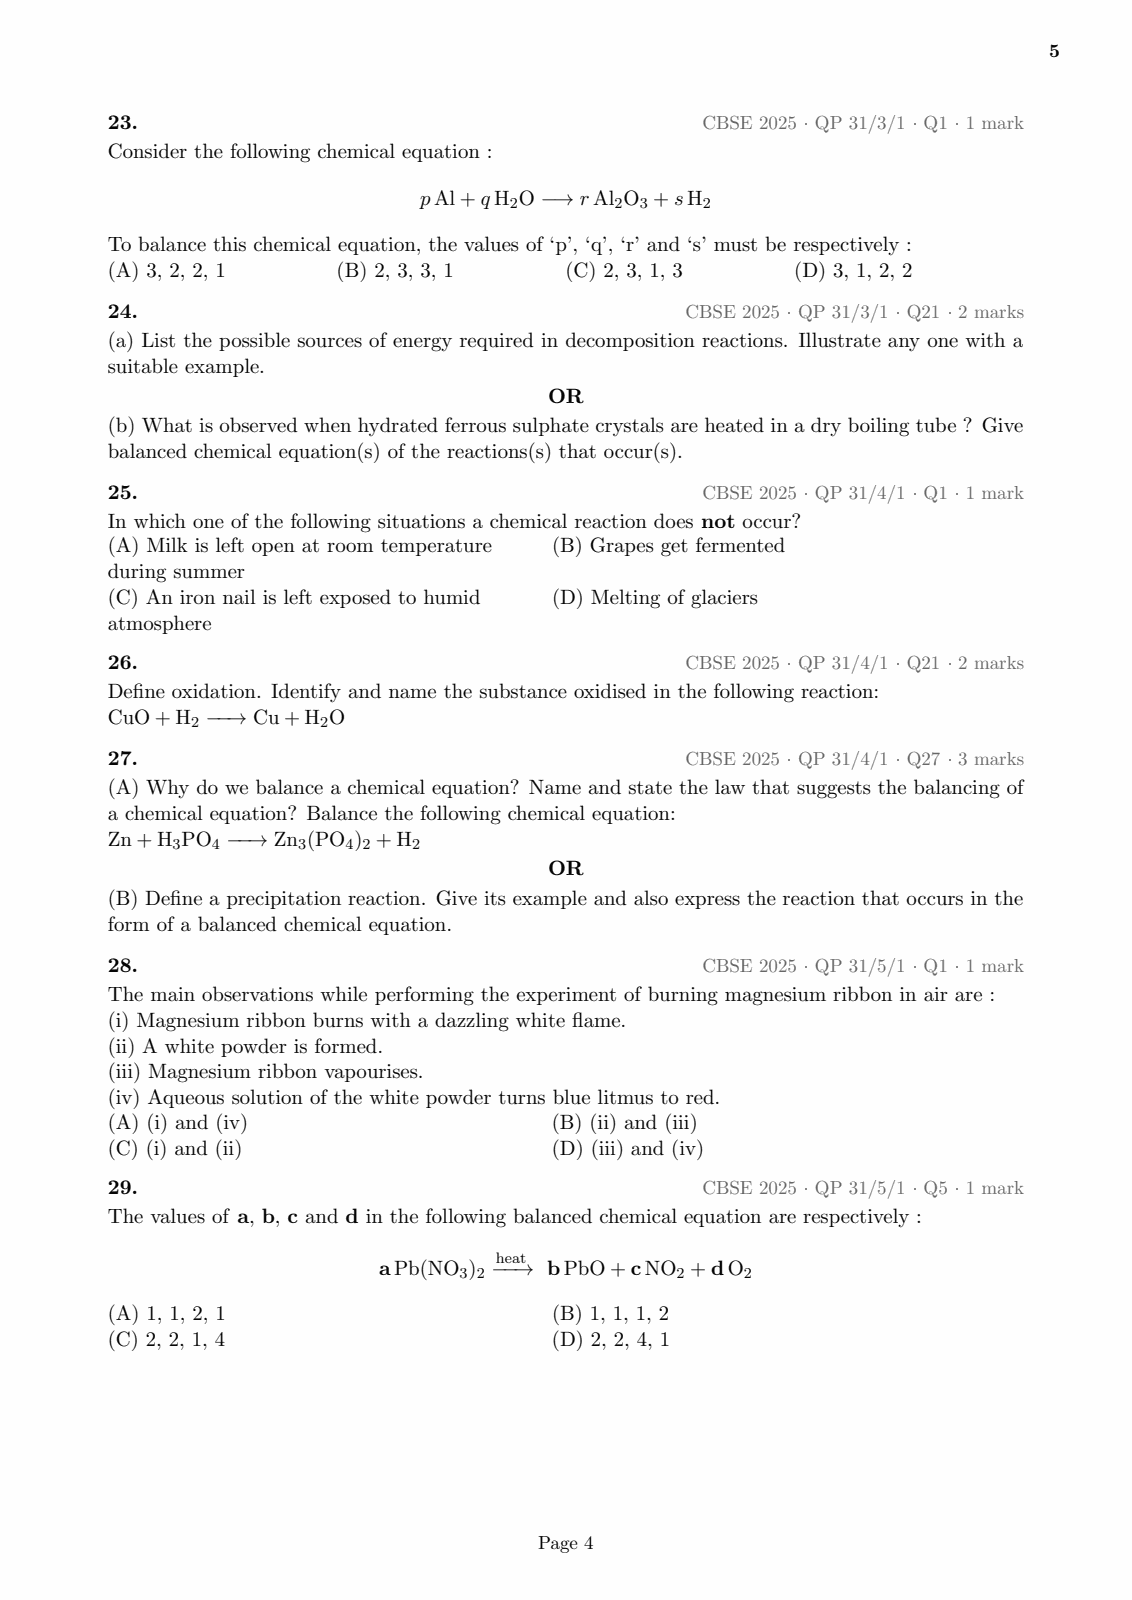 5
23. CBSE 2025 · QP 31/3/1 · Q1 · 1 mark
Consider the following chemical equation :
p Al + q H₂O ⟶ r Al₂O₃ + s H₂
To balance this chemical equation, the values of ‘p’, ‘q’, ‘r’ and ‘s’ must be respectively :
(A) 3, 2, 2, 1 (B) 2, 3, 3, 1 (C) 2, 3, 1, 3 (D) 3, 1, 2, 2
24. CBSE 2025 · QP 31/3/1 · Q21 · 2 marks
(a) List the possible sources of energy required in decomposition reactions. Illustrate any one with a
suitable example.
OR
(b) What is observed when hydrated ferrous sulphate crystals are heated in a dry boiling tube ? Give
balanced chemical equation(s) of the reactions(s) that occur(s).
25. CBSE 2025 · QP 31/4/1 · Q1 · 1 mark
In which one of the following situations a chemical reaction does not occur?
(A) Milk is left open at room temperature (B) Grapes get fermented
during summer
(C) An iron nail is left exposed to humid (D) Melting of glaciers
atmosphere
26. CBSE 2025 · QP 31/4/1 · Q21 · 2 marks
Define oxidation. Identify and name the substance oxidised in the following reaction:
CuO + H₂ ⟶ Cu + H₂O
27. CBSE 2025 · QP 31/4/1 · Q27 · 3 marks
(A) Why do we balance a chemical equation? Name and state the law that suggests the balancing of
a chemical equation? Balance the following chemical equation:
Zn + H₃PO₄ ⟶ Zn₃(PO₄)₂ + H₂
OR
(B) Define a precipitation reaction. Give its example and also express the reaction that occurs in the
form of a balanced chemical equation.
28. CBSE 2025 · QP 31/5/1 · Q1 · 1 mark
The main observations while performing the experiment of burning magnesium ribbon in air are :
(i) Magnesium ribbon burns with a dazzling white flame.
(ii) A white powder is formed.
(iii) Magnesium ribbon vapourises.
(iv) Aqueous solution of the white powder turns blue litmus to red.
(A) (i) and (iv) (B) (ii) and (iii)
(C) (i) and (ii) (D) (iii) and (iv)
29. CBSE 2025 · QP 31/5/1 · Q5 · 1 mark
The values of a, b, c and d in the following balanced chemical equation are respectively :
heat
a Pb(NO₃)₂ ⟶ b PbO + c NO₂ + d O₂
(A) 1, 1, 2, 1 (B) 1, 1, 1, 2
(C) 2, 2, 1, 4 (D) 2, 2, 4, 1
Page 4